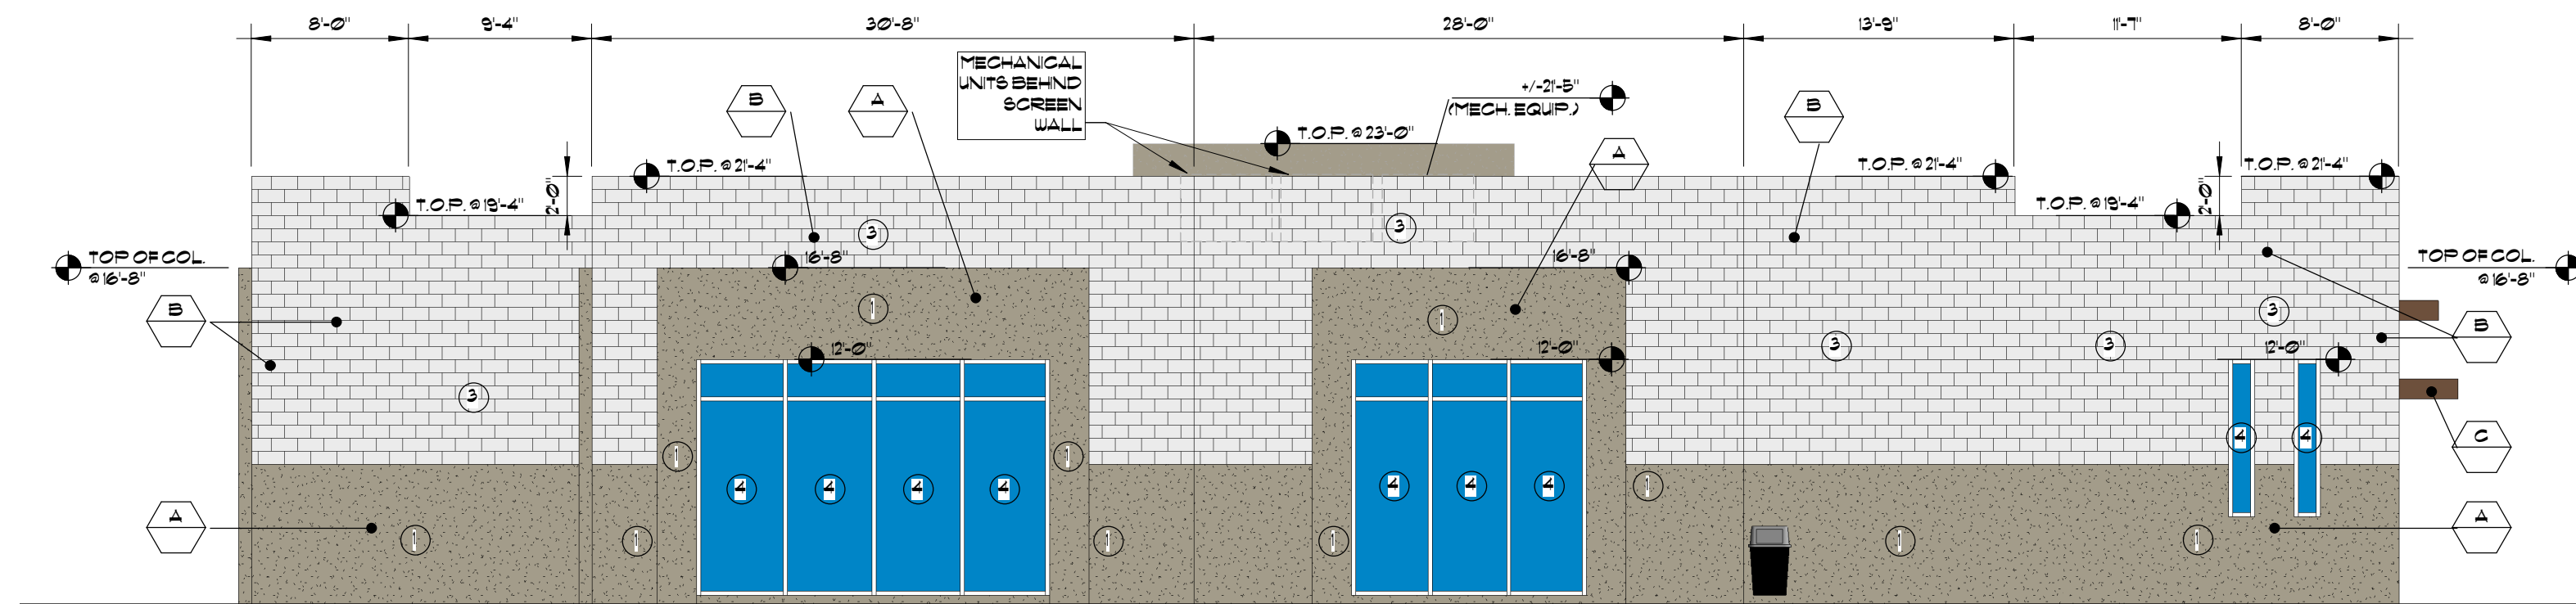 8'-0" 9'-4" 30'-8" 28'-0" 13'-9" 11'-7" 8'-0"
MECHANICAL
UNITS BEHIND
SCREEN
WALL
+/-21'-5"
(MECH. EQUIP.)
B A B
T.O.P. @ 23'-0"
A
T.O.P. @ 21'-4" T.O.P. @ 21'-4" T.O.P. @ 21'-4"
2'-0" 2'-0"
T.O.P. @ 19'-4" T.O.P. @ 19'-4"
3 3
TOP OF COL. 16'-8" 16'-8" TOP OF COL.
@ 16'-8" @ 16'-8"
B 1 1 3 B
12'-0" 12'-0" 3 3 12'-0"
3
1 1 4 4 C
4 4 4 4 4 4 4 1
A 1 1 1 1 1 1 A